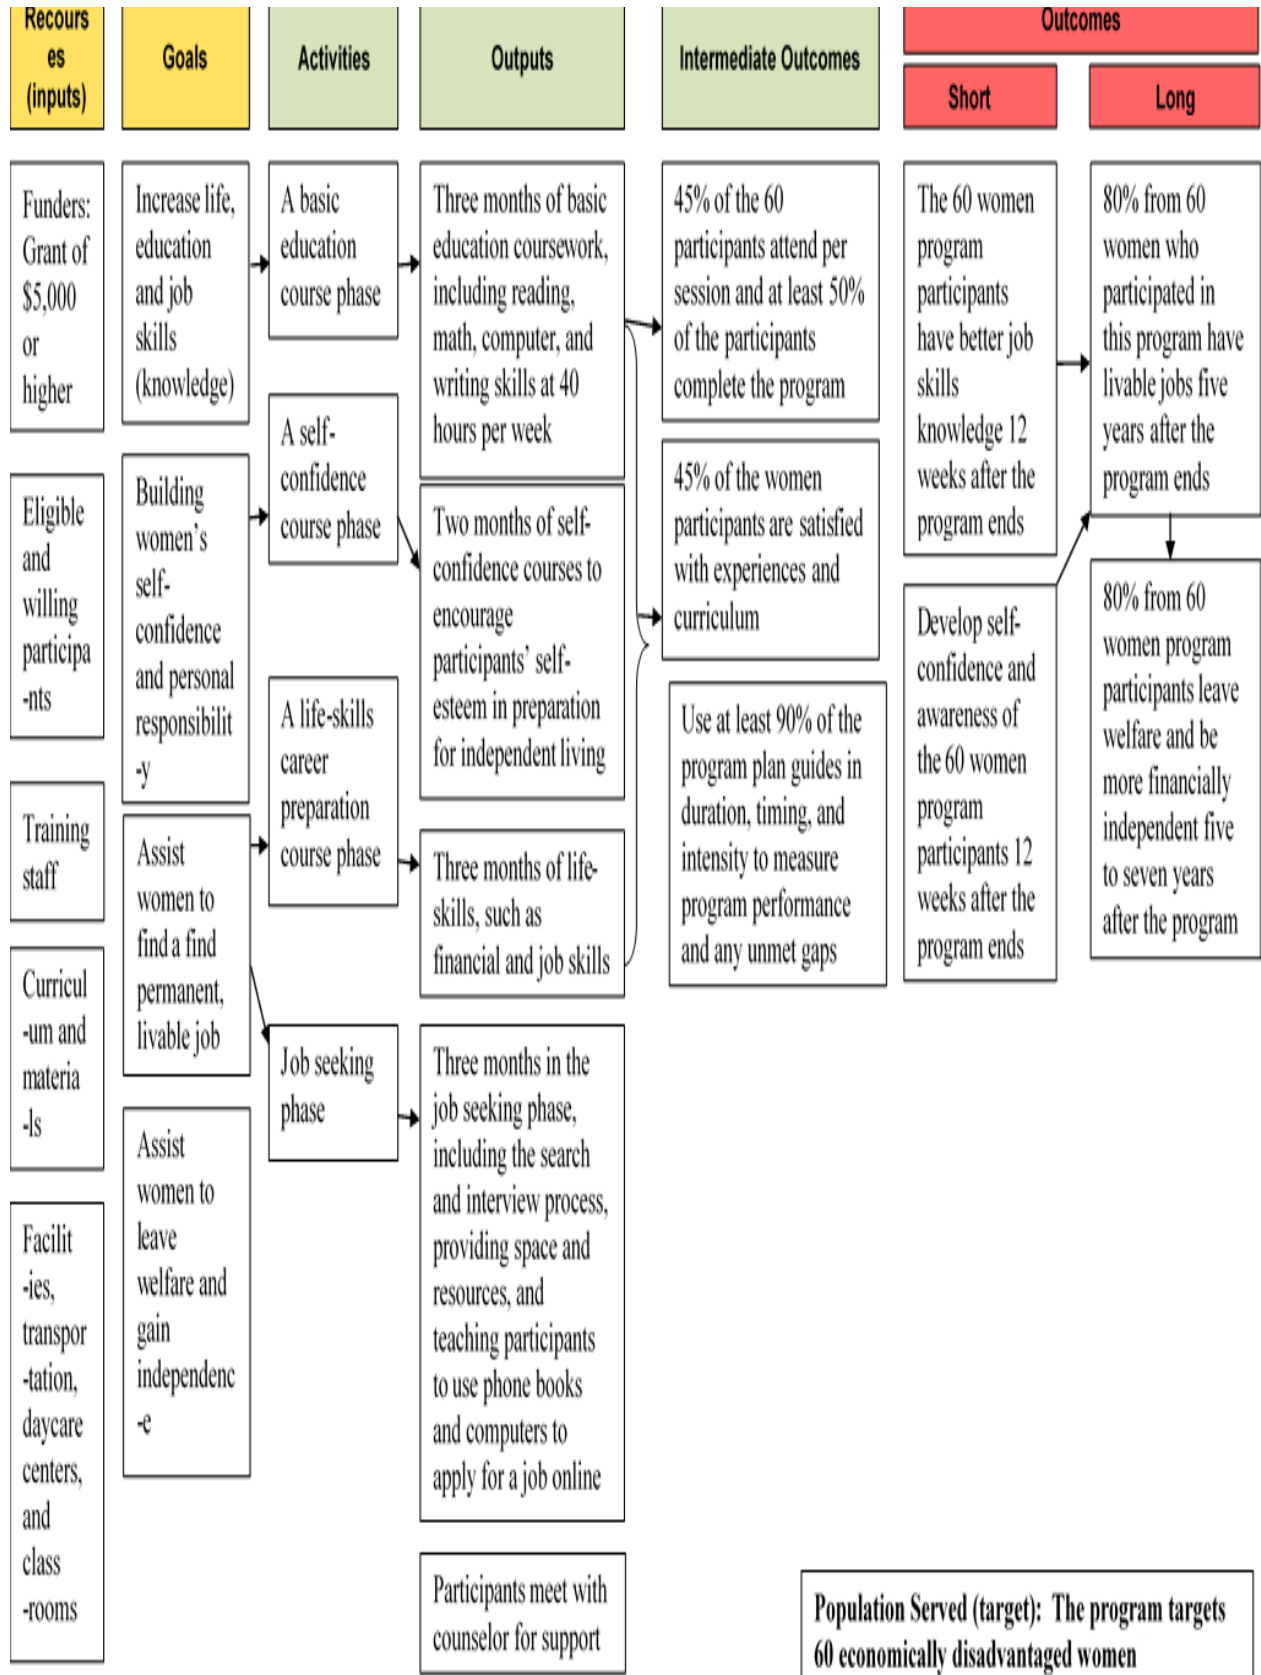 Recours
es
(inputs)
Goals
Activities
Outputs
Intermediate Outcomes
Outcomes
Short
Long
Funders:
Grant of
$5,000
or
higher
Eligible
and
willing
participa
-nts
Training
staff
Curricul
-um and
materia
-ls
Facilit
-ies,
transpor
-tation,
daycare
centers,
and
class
-rooms
Increase life,
education
and job
skills
(knowledge)
Building
women’s
self-
confidence
and personal
responsibilit
-y
Assist
women to
find a find
permanent,
livable job
Assist
women to
leave
welfare and
gain
independenc
-e
A basic
education
course phase
A self-
confidence
course phase
A life-skills
career
preparation
course phase
Job seeking
phase
Three months of basic
education coursework,
including reading,
math, computer, and
writing skills at 40
hours per week
Two months of self-
confidence courses to
encourage
participants’ self-
esteem in preparation
for independent living
Three months of life-
skills, such as
financial and job skills
Three months in the
job seeking phase,
including the search
and interview process,
providing space and
resources, and
teaching participants
to use phone books
and computers to
apply for a job online
Participants meet with
counselor for support
45% of the 60
participants attend per
session and at least 50%
of the participants
complete the program
45% of the women
participants are satisfied
with experiences and
curriculum
Use at least 90% of the
program plan guides in
duration, timing, and
intensity to measure
program performance
and any unmet gaps
The 60 women
program
participants
have better job
skills
knowledge 12
weeks after the
program ends
Develop self-
confidence and
awareness of
the 60 women
program
participants 12
weeks after the
program ends
80% from 60
women who
participated in
this program have
livable jobs five
years after the
program ends
80% from 60
women program
participants leave
welfare and be
more financially
independent five
to seven years
after the program
Population Served (target): The program targets
60 economically disadvantaged women